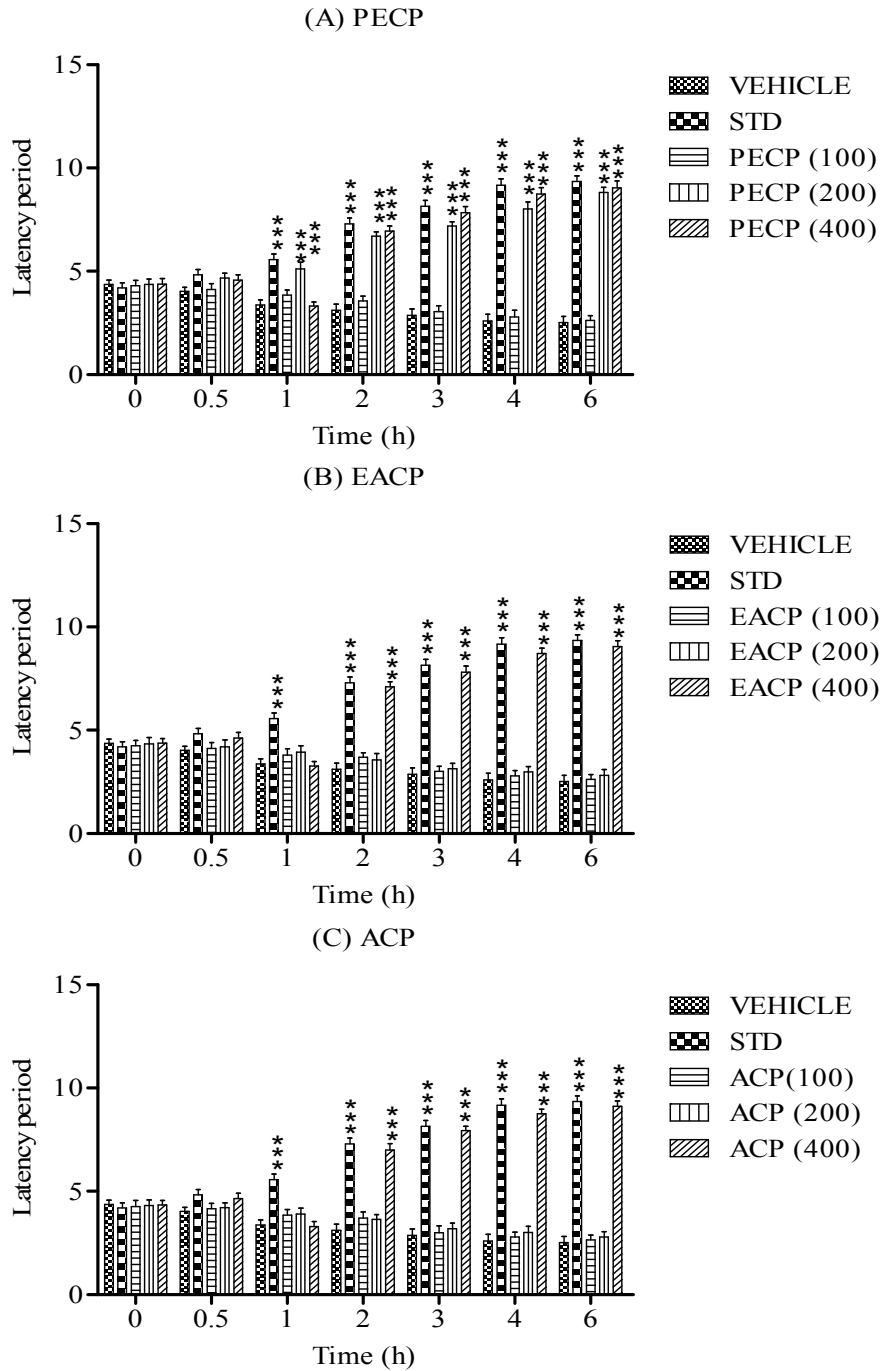 (A) PECP
15
10
5
0
Latency period
*** *** ***
*** *** ***
*** *** ***
*** *** ***
*** *** ***
0 0.5 1 2 3 4 6
Time (h)
VEHICLE
STD
PECP (100)
PECP (200)
PECP (400)
(B) EACP
15
10
5
0
Latency period
***
*** ***
*** ***
*** ***
*** ***
0 0.5 1 2 3 4 6
Time (h)
VEHICLE
STD
EACP (100)
EACP (200)
EACP (400)
(C) ACP
15
10
5
0
Latency period
***
*** ***
*** ***
*** ***
*** ***
0 0.5 1 2 3 4 6
Time (h)
VEHICLE
STD
ACP(100)
ACP (200)
ACP (400)